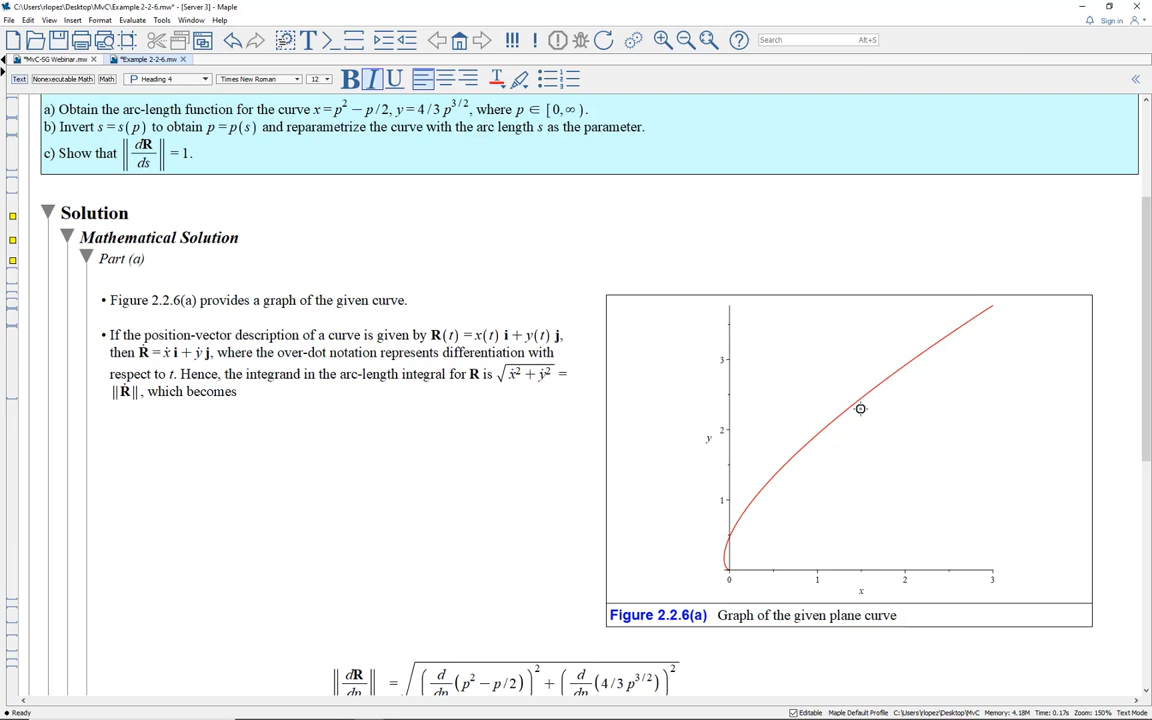 C:\Users\rlopez\Desktop\MvC\Example 2-2-6.mw* - [Server 3] - Maple
File Edit View Insert Format Evaluate Tools Window Help
Sign in
Search Alt+S
*MvC-SG Webinar.mw × *Example 2-2-6.mw ×
Text Nonexecutable Math Math P Heading 4 Times New Roman 12 B I U
a) Obtain the arc-length function for the curve x = p² − p/2, y = 4/3 p^{3/2}, where p ∈ [0, ∞).
b) Invert s = s(p) to obtain p = p(s) and reparametrize the curve with the arc length s as the parameter.
c) Show that ‖dR/ds‖ = 1.
Solution
Mathematical Solution
Part (a)
• Figure 2.2.6(a) provides a graph of the given curve.
• If the position-vector description of a curve is given by R(t) = x(t) i + y(t) j,
then Ṙ = ẋ i + ẏ j, where the over-dot notation represents differentiation with
respect to t. Hence, the integrand in the arc-length integral for R is √(ẋ² + ẏ²) =
‖Ṙ‖, which becomes
3
y 2
1
0 1 2 3
x
Figure 2.2.6(a) Graph of the given plane curve
‖dR/dp‖ = √((d/dp (p² − p/2))² + (d/dp (4/3 p^{3/2}))²)
Ready
Editable Maple Default Profile C:\Users\rlopez\Desktop\MvC Memory: 4.18M Time: 0.17s Zoom: 150% Text Mode